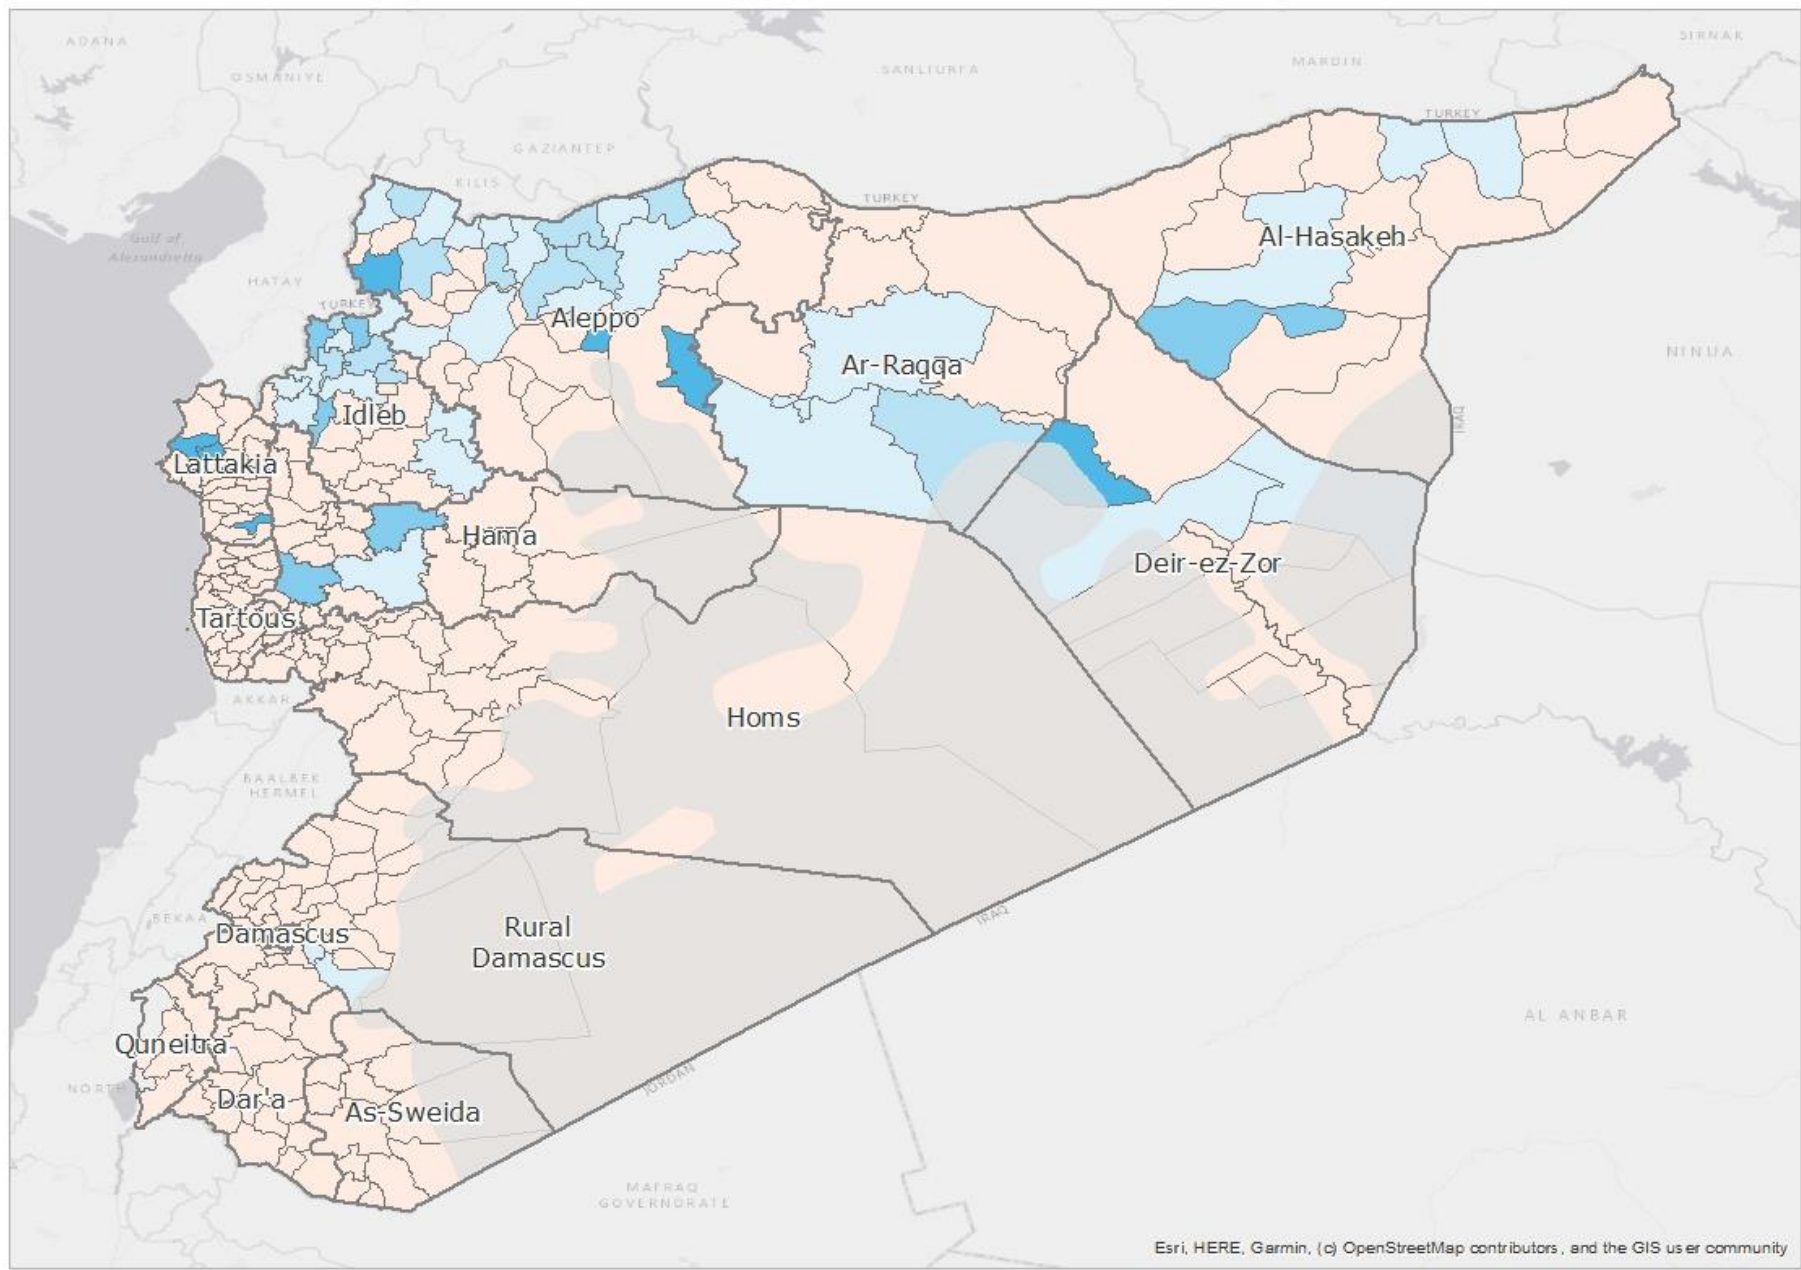 ADANA
OSMANIYE
SANLIURFA
MARDIN
SIRNAK
GAZIANTEP
KILIS
TURKEY
TURKEY
Gulf of
Alexandretta
HATAY
TURKEY
Al-Hasakeh
Aleppo
Ar-Raqqa
NINUA
Idleb
IRAQ
Lattakia
Hama
Deir-ez-Zor
Tartous
AKKAR
Homs
BAALBEK
HERMEL
BEKAA
Damascus
Rural
Damascus
IRAQ
AL ANBAR
Quneitra
NORTH
JORDAN
Dar'a
As-Sweida
MAFRAQ
GOVERNORATE
Esri, HERE, Garmin, (c) OpenStreetMap contributors, and the GIS user community